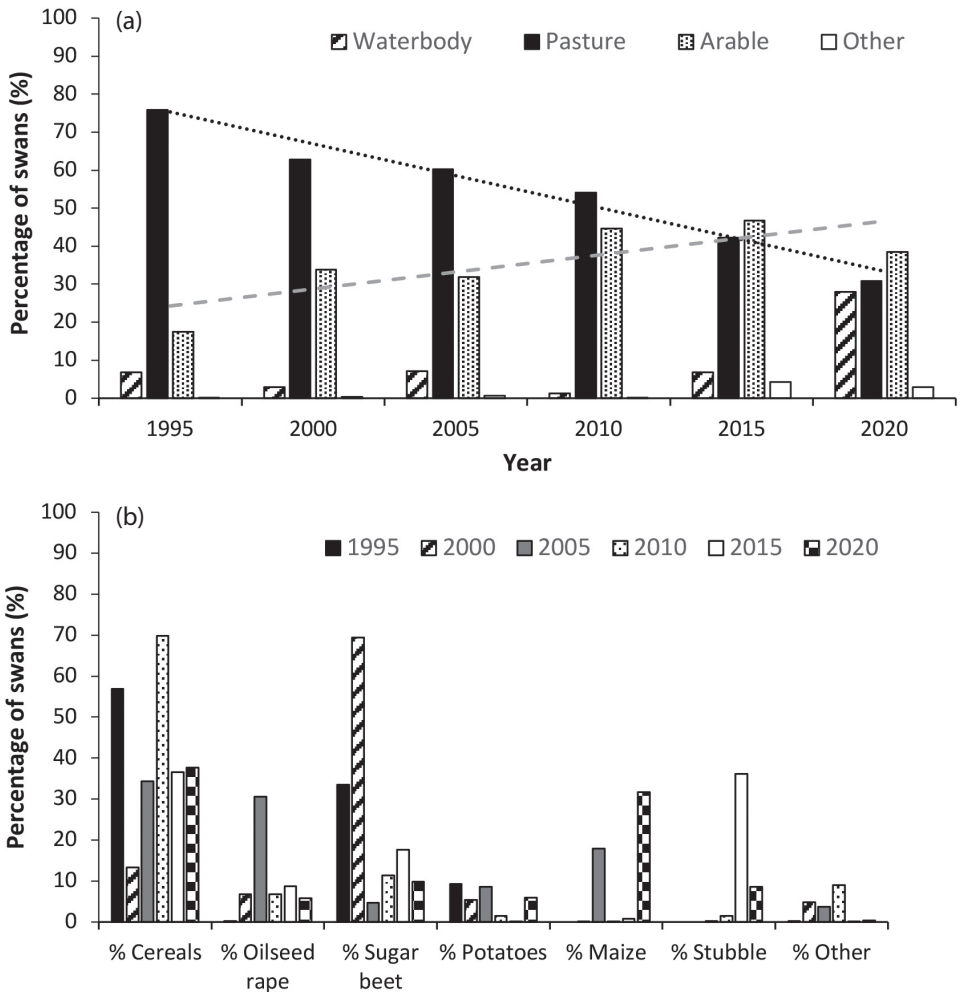 (a)
Waterbody Pasture Arable Other
Percentage of swans (%)
100
90
80
70
60
50
40
30
20
10
0
1995 2000 2005 2010 2015 2020
Year
(b)
1995 2000 2005 2010 2015 2020
Percentage of swans (%)
100
90
80
70
60
50
40
30
20
10
0
% Cereals % Oilseed % Sugar % Potatoes % Maize % Stubble % Other
rape beet